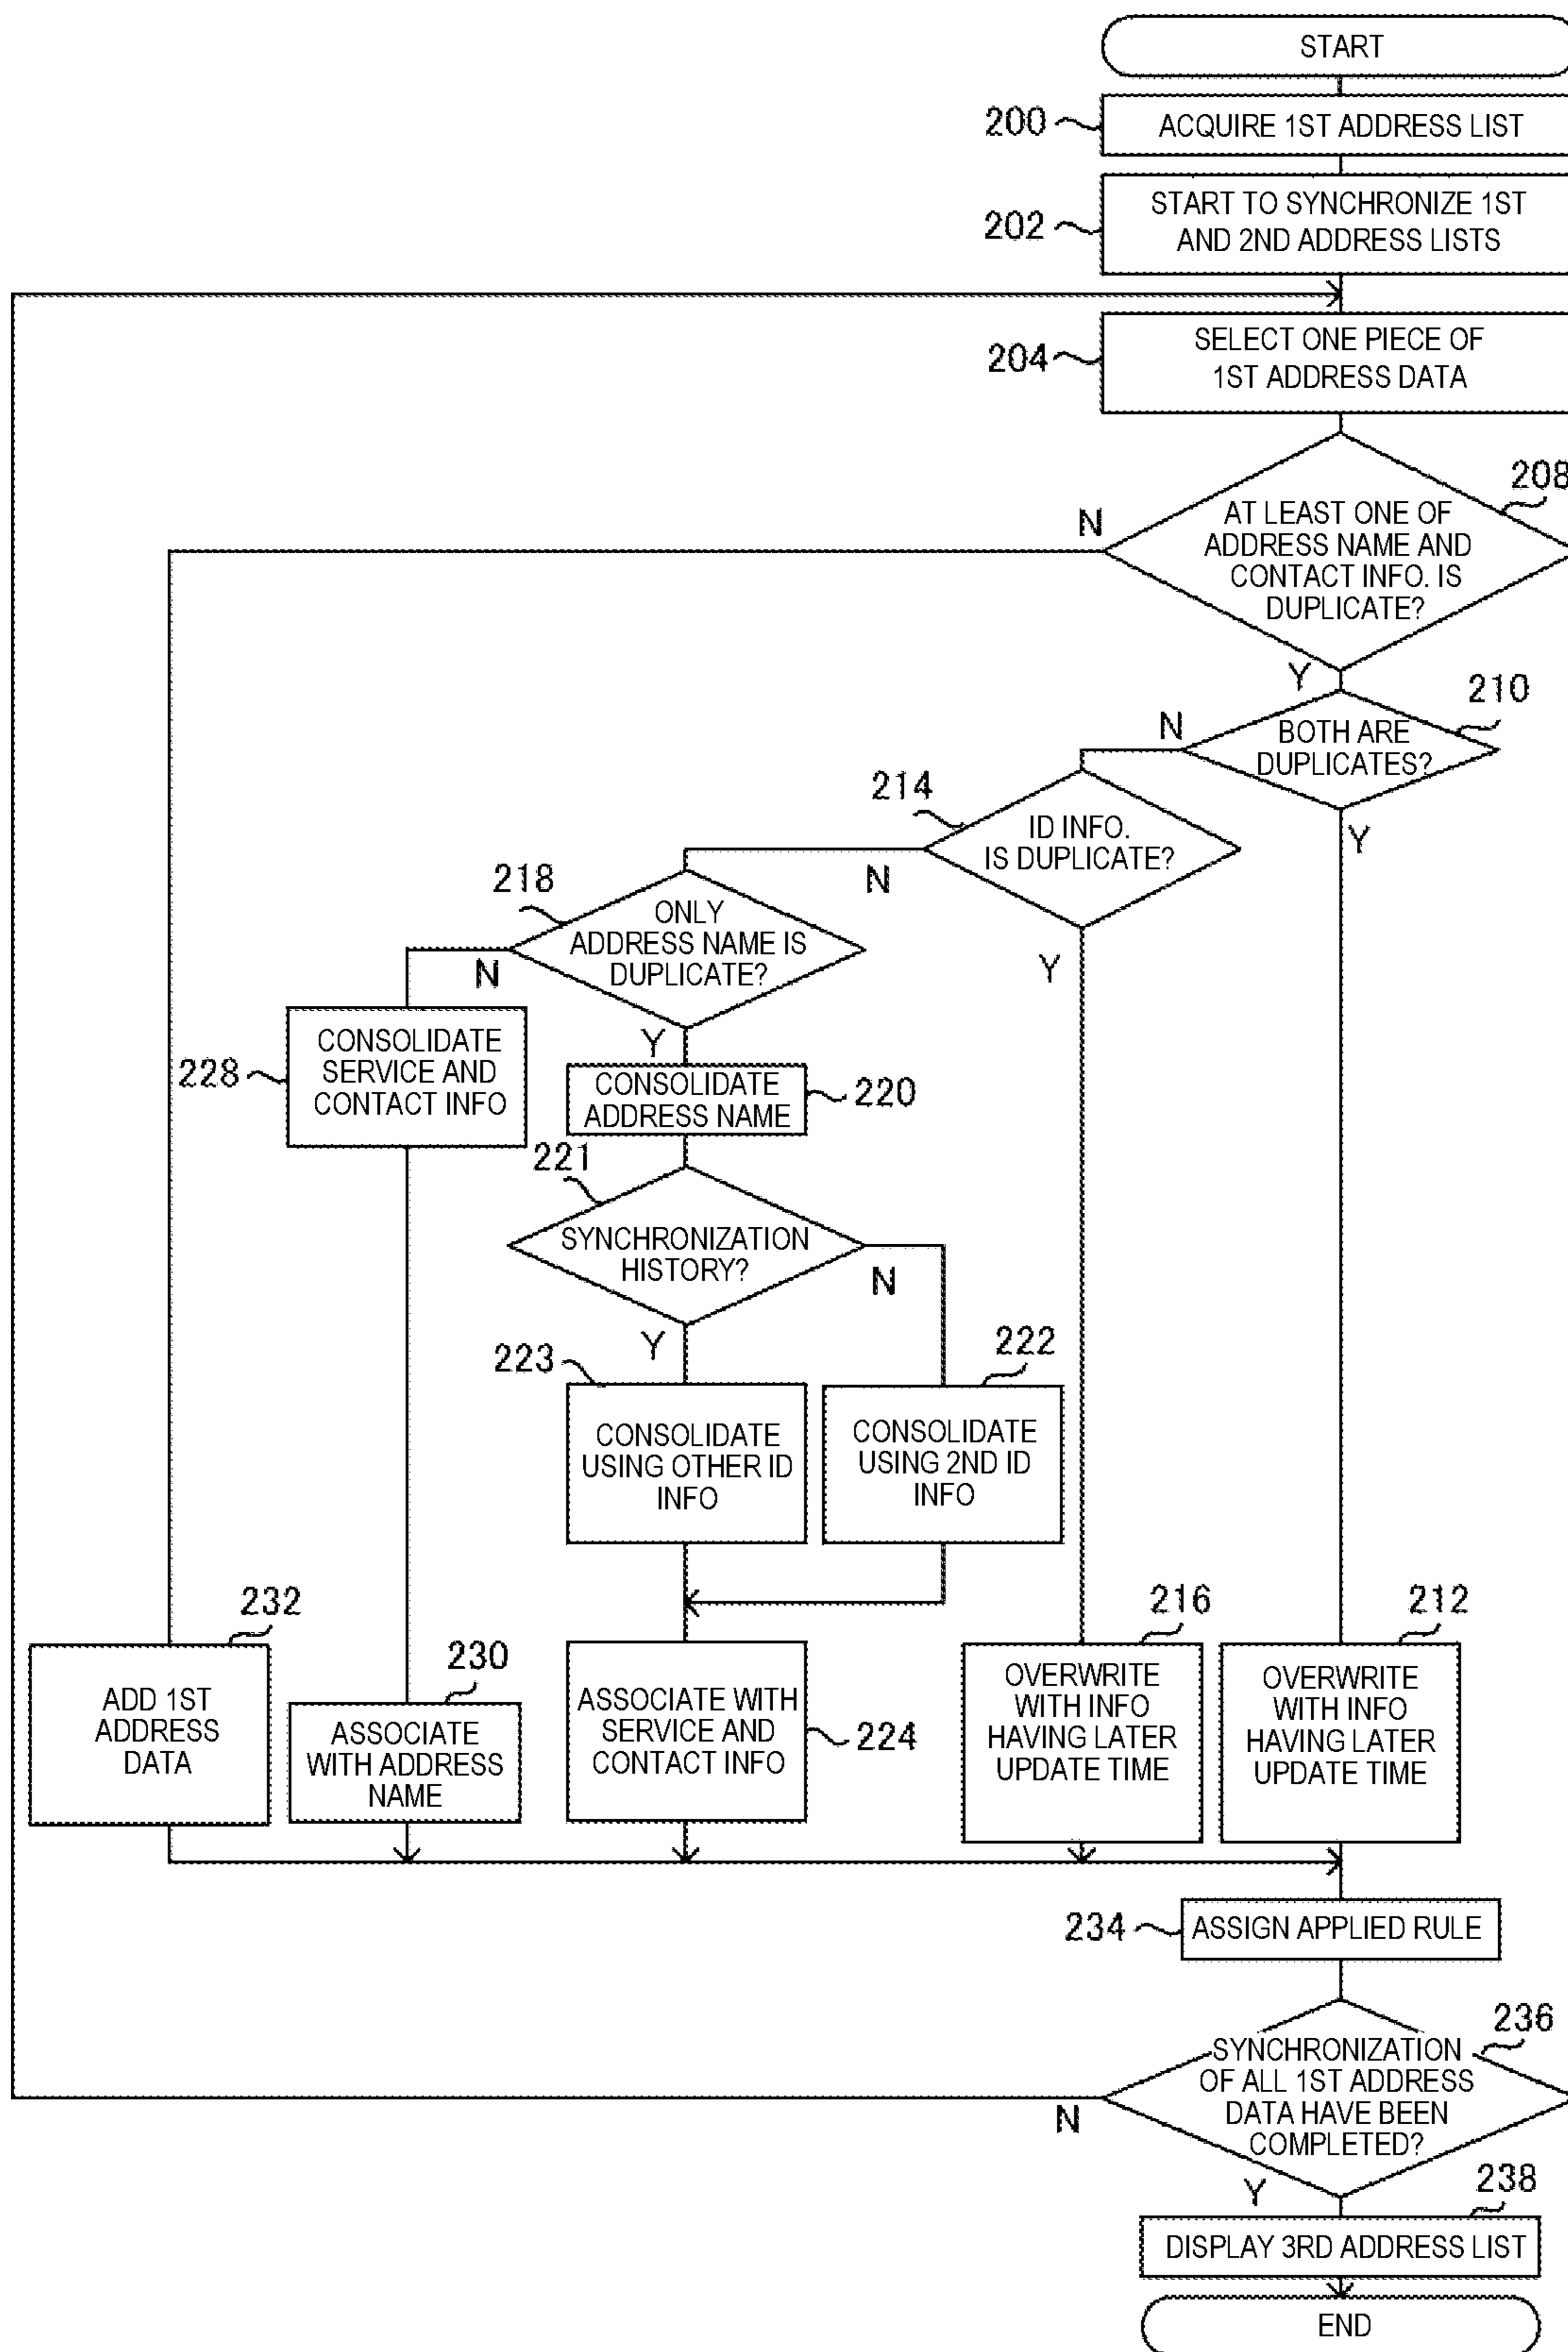 START
200
ACQUIRE 1ST ADDRESS LIST
202
START TO SYNCHRONIZE 1ST
AND 2ND ADDRESS LISTS
204
SELECT ONE PIECE OF
1ST ADDRESS DATA
208
N
AT LEAST ONE OF
ADDRESS NAME AND
CONTACT INFO. IS
DUPLICATE?
Y
210
N
BOTH ARE
DUPLICATES?
Y
214
ID INFO.
IS DUPLICATE?
N
Y
218
ONLY
ADDRESS NAME IS
DUPLICATE?
N
Y
228
CONSOLIDATE
SERVICE AND
CONTACT INFO
CONSOLIDATE
ADDRESS NAME
220
221
SYNCHRONIZATION
HISTORY?
N
Y
223
CONSOLIDATE
USING OTHER ID
INFO
222
CONSOLIDATE
USING 2ND ID
INFO
232
ADD 1ST
ADDRESS
DATA
230
ASSOCIATE
WITH ADDRESS
NAME
ASSOCIATE WITH
SERVICE AND
CONTACT INFO
224
216
OVERWRITE
WITH INFO
HAVING LATER
UPDATE TIME
212
OVERWRITE
WITH INFO
HAVING LATER
UPDATE TIME
234
ASSIGN APPLIED RULE
236
SYNCHRONIZATION
OF ALL 1ST ADDRESS
DATA HAVE BEEN
COMPLETED?
N
Y
238
DISPLAY 3RD ADDRESS LIST
END